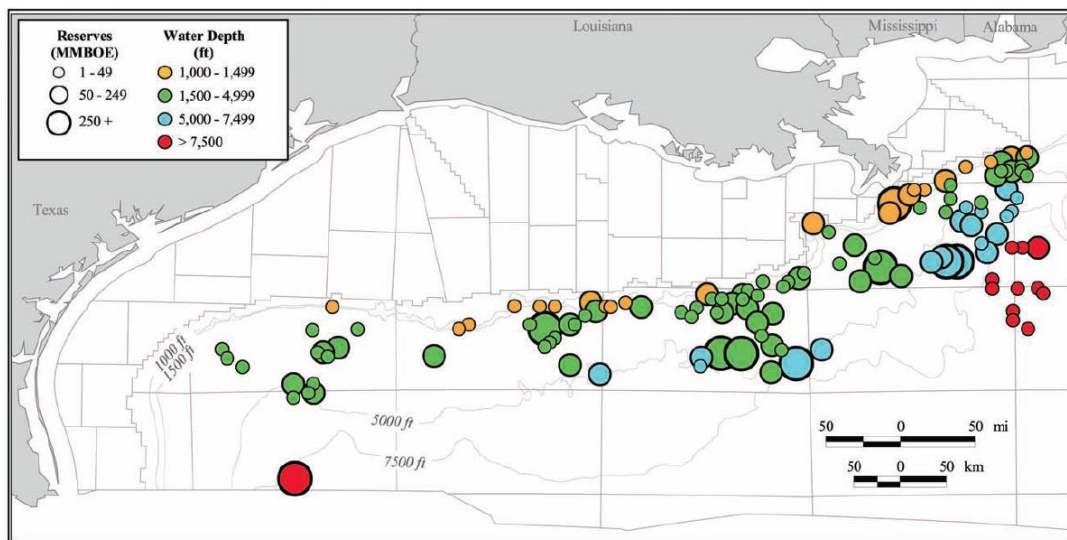 Louisiana
Mississippi
Alabama
Texas
Reserves
(MMBOE)
1 - 49
50 - 249
250 +
Water Depth
(ft)
1,000 - 1,499
1,500 - 4,999
5,000 - 7,499
> 7,500
1000 ft
1500 ft
5000 ft
7500 ft
50 0 50 mi
50 0 50 km